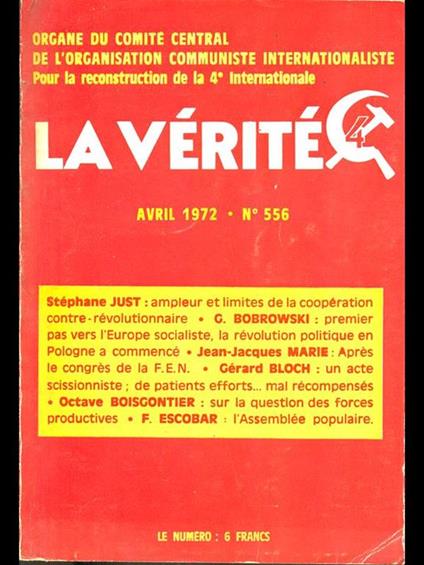 ORGANE DU COMITÉ CENTRAL
DE L'ORGANISATION COMMUNISTE INTERNATIONALISTE
Pour la reconstruction de la 4e Internationale
LA VÉRITÉ
4
AVRIL 1972 • N° 556
Stéphane JUST : ampleur et limites de la coopération
contre-révolutionnaire • G. BOBROWSKI : premier
pas vers l'Europe socialiste, la révolution politique en
Pologne a commencé • Jean-Jacques MARIE : Après
le congrès de la F.E.N. • Gérard BLOCH : un acte
scissionniste ; de patients efforts... mal récompensés
• Octave BOISGONTIER : sur la question des forces
productives • F. ESCOBAR : l'Assemblée populaire.
LE NUMERO : 6 FRANCS